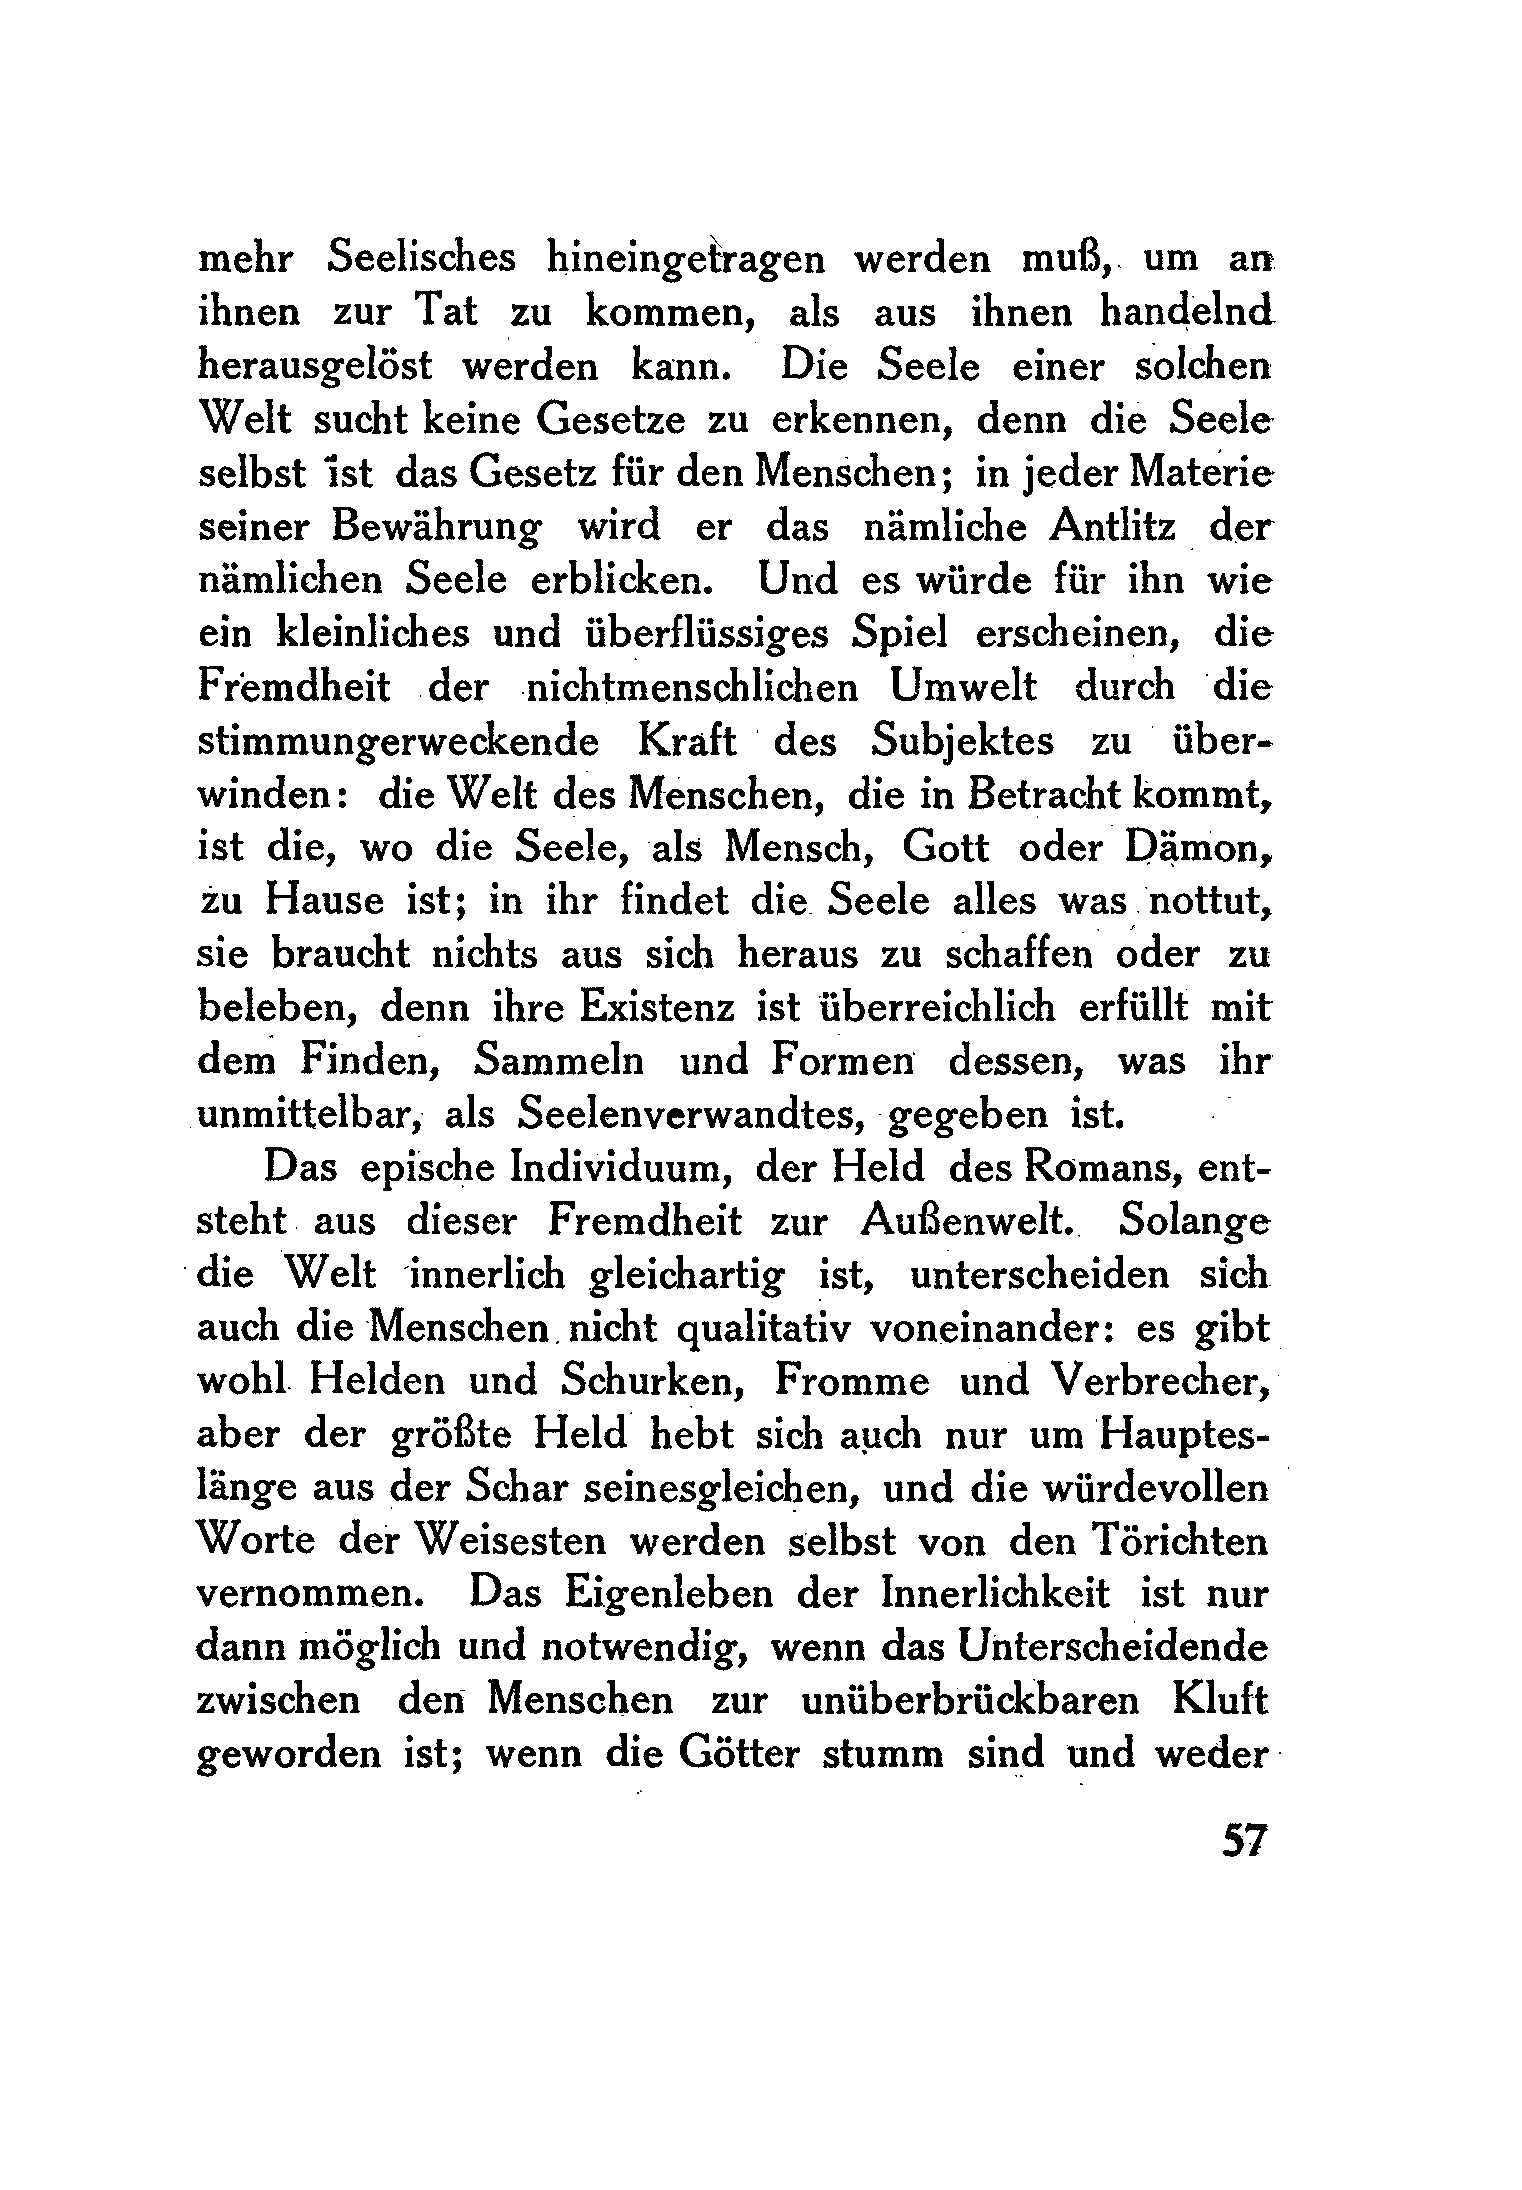 mehr Seelisches hineingetragen werden muß, um an
ihnen zur Tat zu kommen, als aus ihnen handelnd
herausgelöst werden kann. Die Seele einer solchen
Welt sucht keine Gesetze zu erkennen, denn die Seele
selbst ist das Gesetz für den Menschen; in jeder Materie
seiner Bewährung wird er das nämliche Antlitz der
nämlichen Seele erblicken. Und es würde für ihn wie
ein kleinliches und überflüssiges Spiel erscheinen, die
Fremdheit der nichtmenschlichen Umwelt durch die
stimmungerweckende Kraft des Subjektes zu über-
winden: die Welt des Menschen, die in Betracht kommt,
ist die, wo die Seele, als Mensch, Gott oder Dämon,
zu Hause ist; in ihr findet die Seele alles was nottut,
sie braucht nichts aus sich heraus zu schaffen oder zu
beleben, denn ihre Existenz ist überreichlich erfüllt mit
dem Finden, Sammeln und Formen dessen, was ihr
unmittelbar, als Seelenverwandtes, gegeben ist.
Das epische Individuum, der Held des Romans, ent-
steht aus dieser Fremdheit zur Außenwelt. Solange
die Welt innerlich gleichartig ist, unterscheiden sich
auch die Menschen nicht qualitativ voneinander: es gibt
wohl Helden und Schurken, Fromme und Verbrecher,
aber der größte Held hebt sich auch nur um Hauptes-
länge aus der Schar seinesgleichen, und die würdevollen
Worte der Weisesten werden selbst von den Törichten
vernommen. Das Eigenleben der Innerlichkeit ist nur
dann möglich und notwendig, wenn das Unterscheidende
zwischen den Menschen zur unüberbrückbaren Kluft
geworden ist; wenn die Götter stumm sind und weder
57